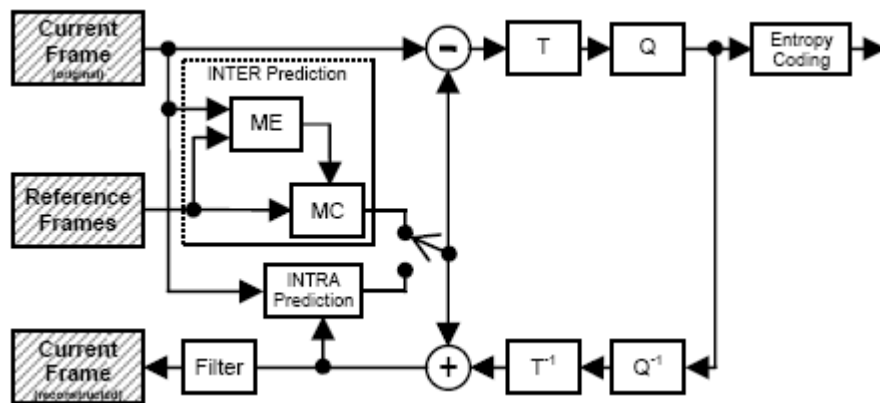 Current
Frame
(original)
−
T
Q
Entropy
Coding
INTER Prediction
ME
Reference
Frames
MC
INTRA
Prediction
Current
Frame
(reconstructed)
Filter
+
T⁻¹
Q⁻¹